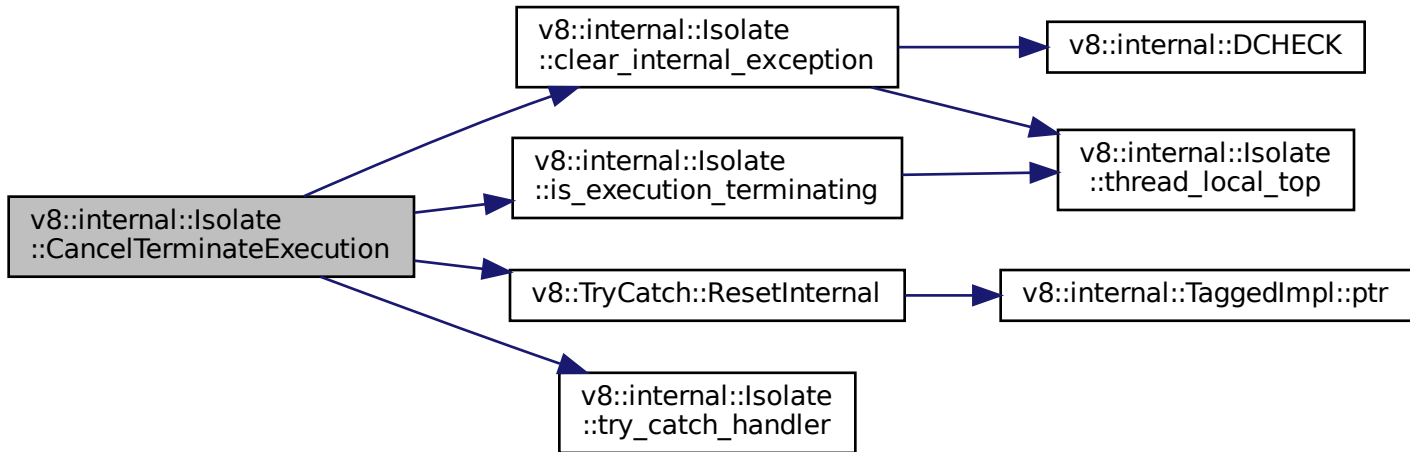 v8::internal::Isolate
::CancelTerminateExecution
v8::internal::Isolate
::clear_internal_exception
v8::internal::DCHECK
v8::internal::Isolate
::thread_local_top
v8::internal::Isolate
::is_execution_terminating
v8::TryCatch::ResetInternal
v8::internal::TaggedImpl::ptr
v8::internal::Isolate
::try_catch_handler